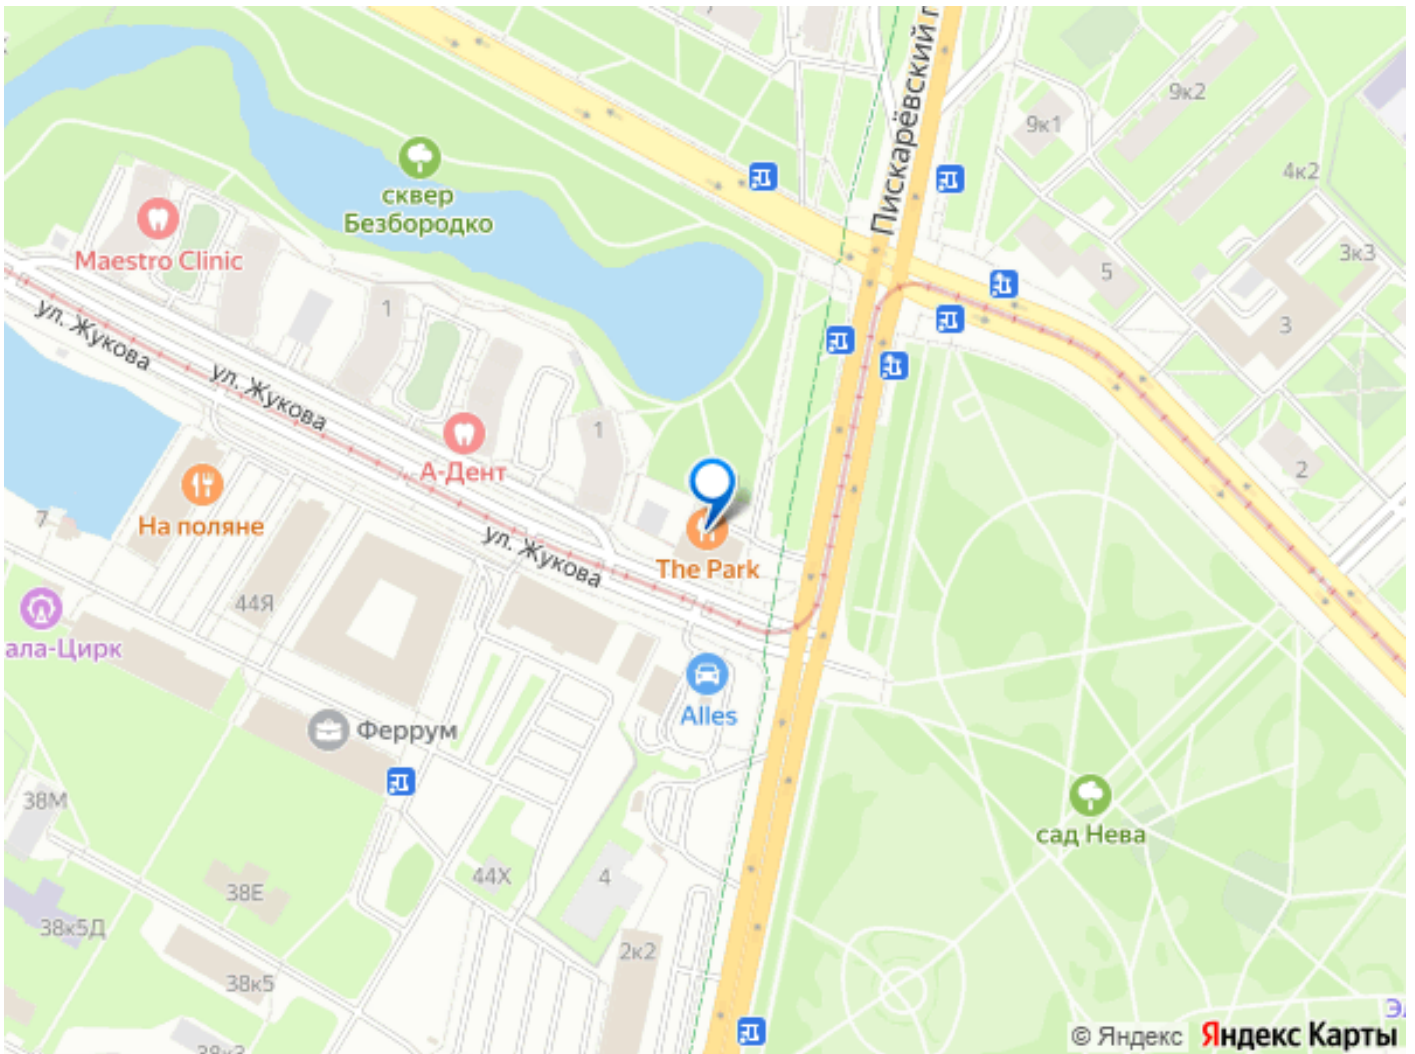 Пискарёвский п
9к2
9к1
4к2
сквер
Безбородко
3к3
Maestro Clinic
5
1
3
ул. Жукова
ул. Жукова
1
А-Дент
2
На поляне
7
ул. Жукова
The Park
44Я
ала-Цирк
Alles
Феррум
38М
сад Нева
44Х
4
38Е
38к5Д
2к2
38к5
© Яндекс Яндекс Карты